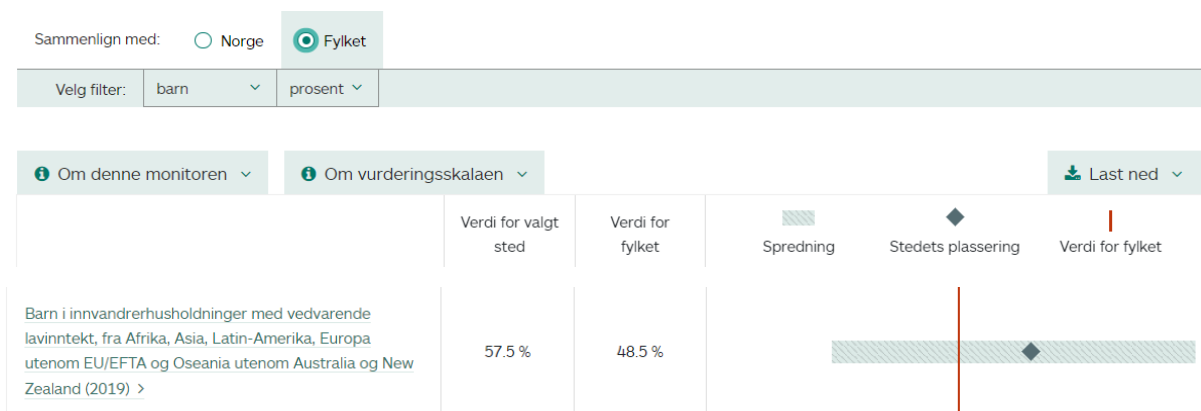 Sammenlign med: Norge Fylket
Velg filter: barn prosent
Om denne monitoren Om vurderingsskalaen Last ned
Verdi for valgt sted Verdi for fylket Spredning Stedets plassering Verdi for fylket
Barn i innvandrerhusholdninger med vedvarende
lavinntekt, fra Afrika, Asia, Latin-Amerika, Europa
utenom EU/EFTA og Oseania utenom Australia og New
Zealand (2019) >
57.5 % 48.5 %